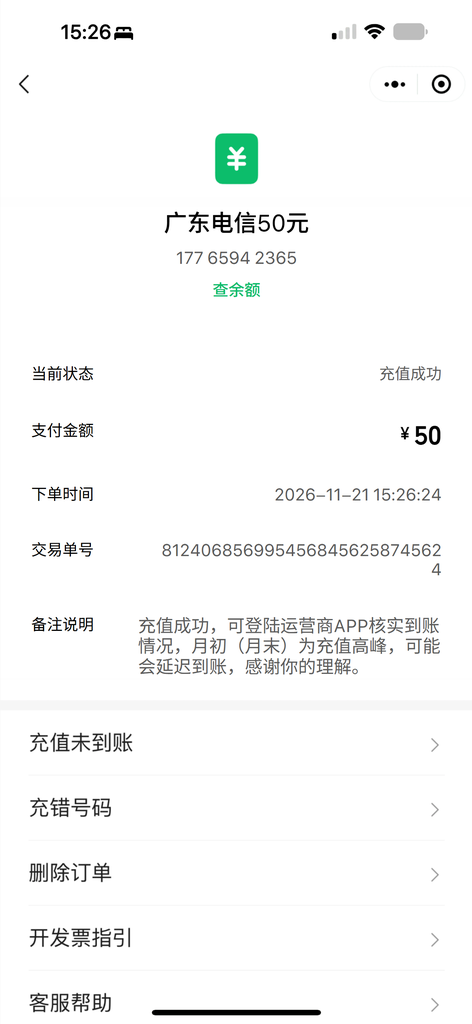 15:26
¥
广东电信50元
177 6594 2365
查余额
当前状态 充值成功
支付金额 ¥ 50
下单时间 2026-11-21 15:26:24
交易单号 812406856995456845625874562
4
备注说明 充值成功，可登陆运营商APP核实到账
情况，月初（月末）为充值高峰，可能
会延迟到账，感谢你的理解。
充值未到账
充错号码
删除订单
开发票指引
客服帮助